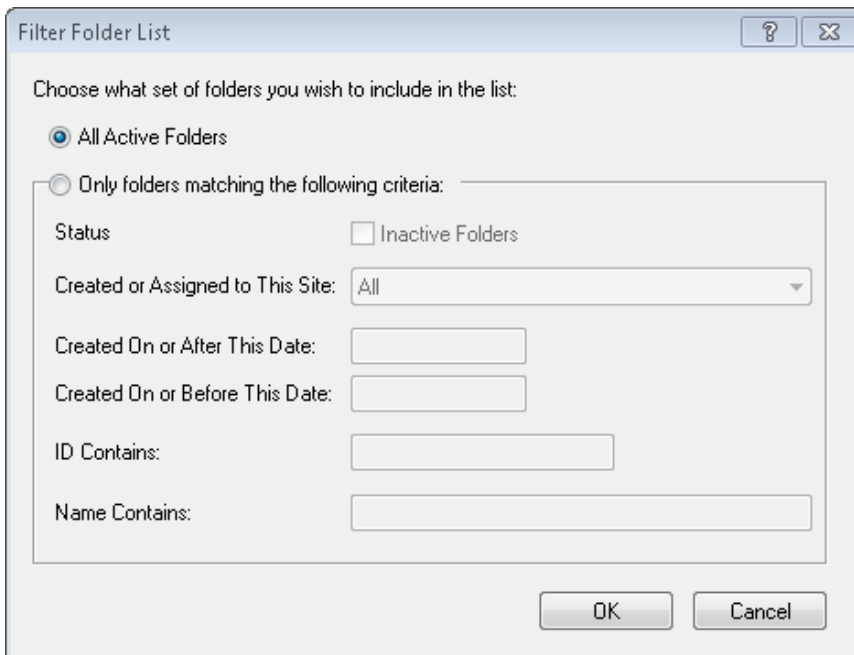 Filter Folder List
Choose what set of folders you wish to include in the list:
All Active Folders
Only folders matching the following criteria:
Status
Inactive Folders
Created or Assigned to This Site:
All
Created On or After This Date:
Created On or Before This Date:
ID Contains:
Name Contains:
OK
Cancel